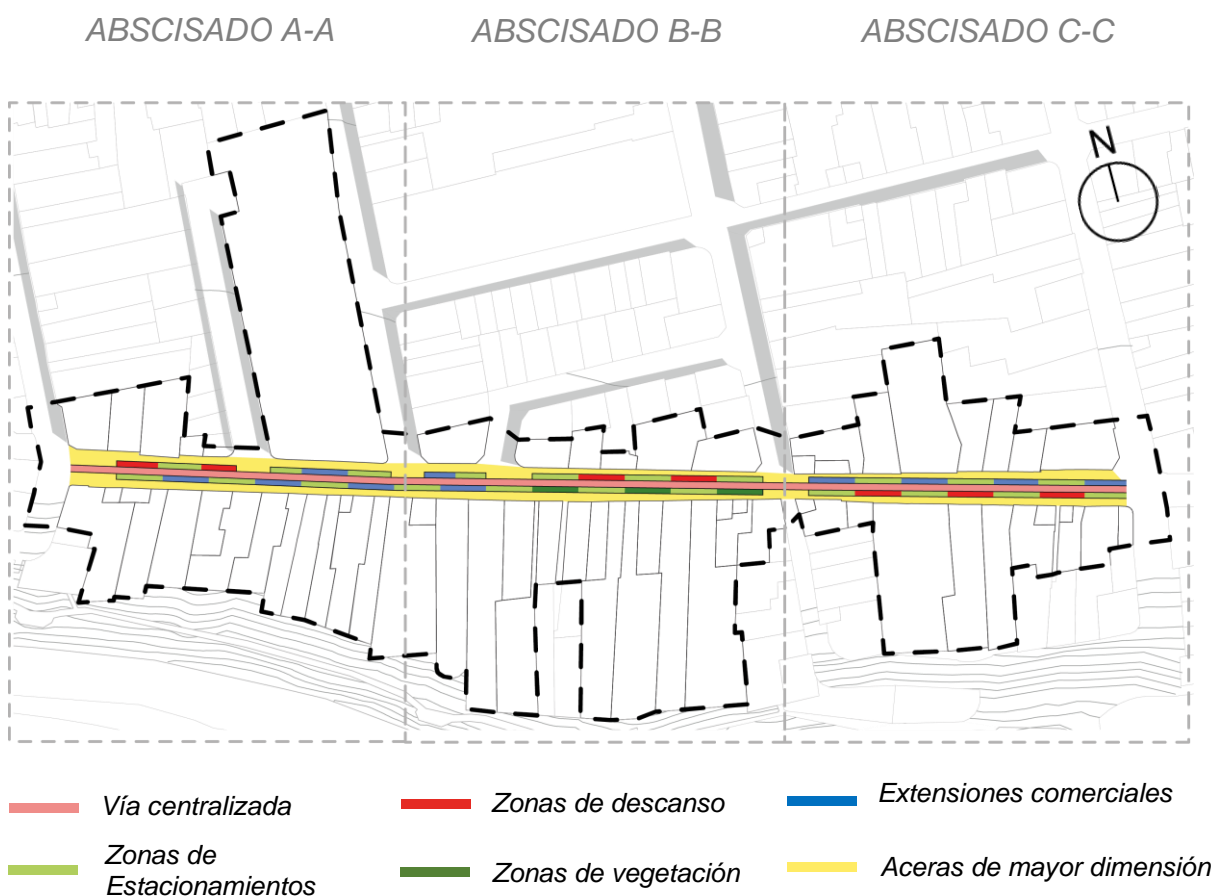 ABSCISADO A-A
ABSCISADO B-B
ABSCISADO C-C
N
Vía centralizada
Zonas de descanso
Extensiones comerciales
Zonas de
Estacionamientos
Zonas de vegetación
Aceras de mayor dimensión